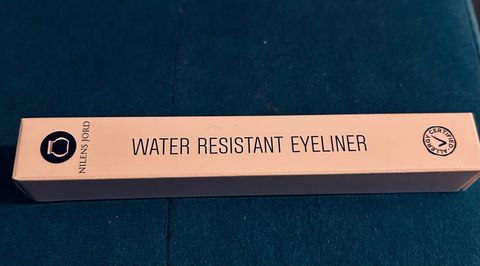 NILENS JORD
WATER RESISTANT EYELINER
ALLERGY CERTIFIED